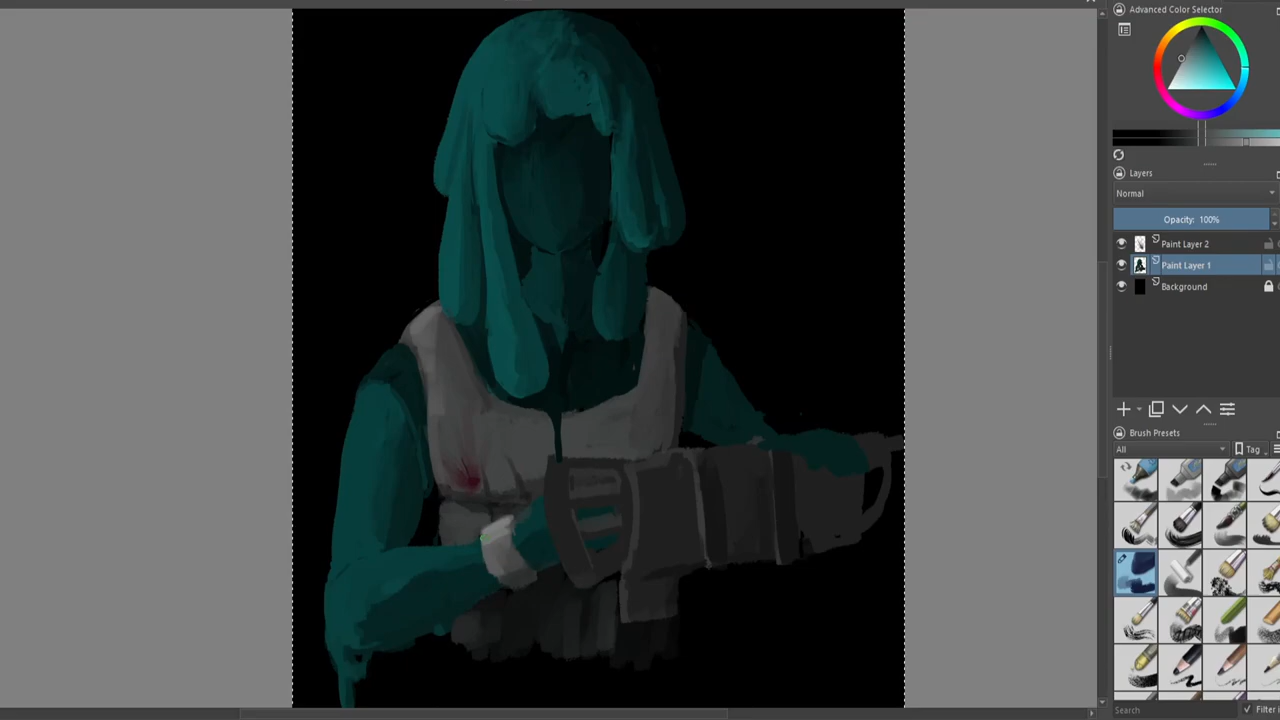 Advanced Color Selector
Layers
Normal
Opacity: 100%
Paint Layer 2
Paint Layer 1
Background
Brush Presets
All
Tag
Search
Filter